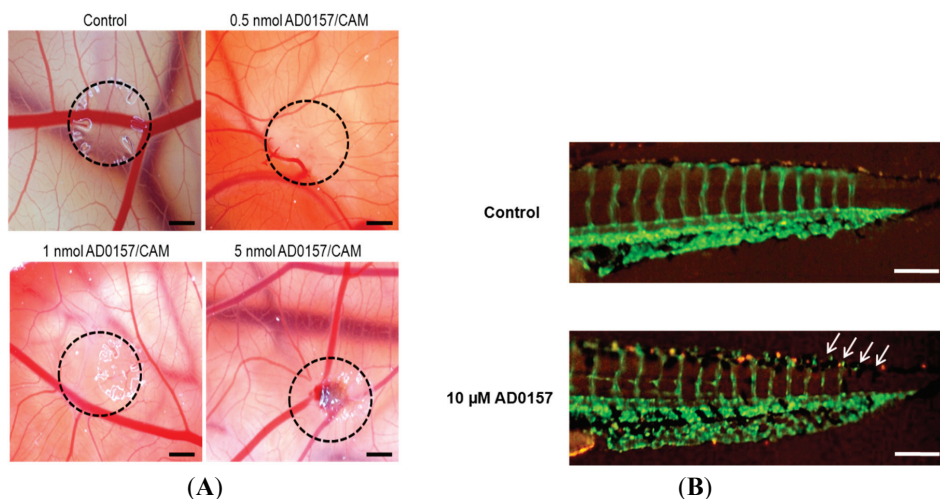 Control
0.5 nmol AD0157/CAM
1 nmol AD0157/CAM
5 nmol AD0157/CAM
(A)
Control
10 µM AD0157
(B)